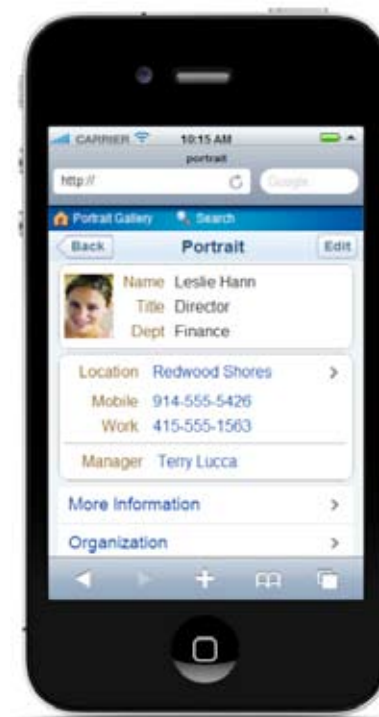 CARRIER 10:15 AM
portrait
http:// Google
Portrait Gallery Search
Back Portrait Edit
Name Leslie Hann
Title Director
Dept Finance
Location Redwood Shores
Mobile 914-555-5426
Work 415-555-1563
Manager Terry Lucca
More Information
Organization